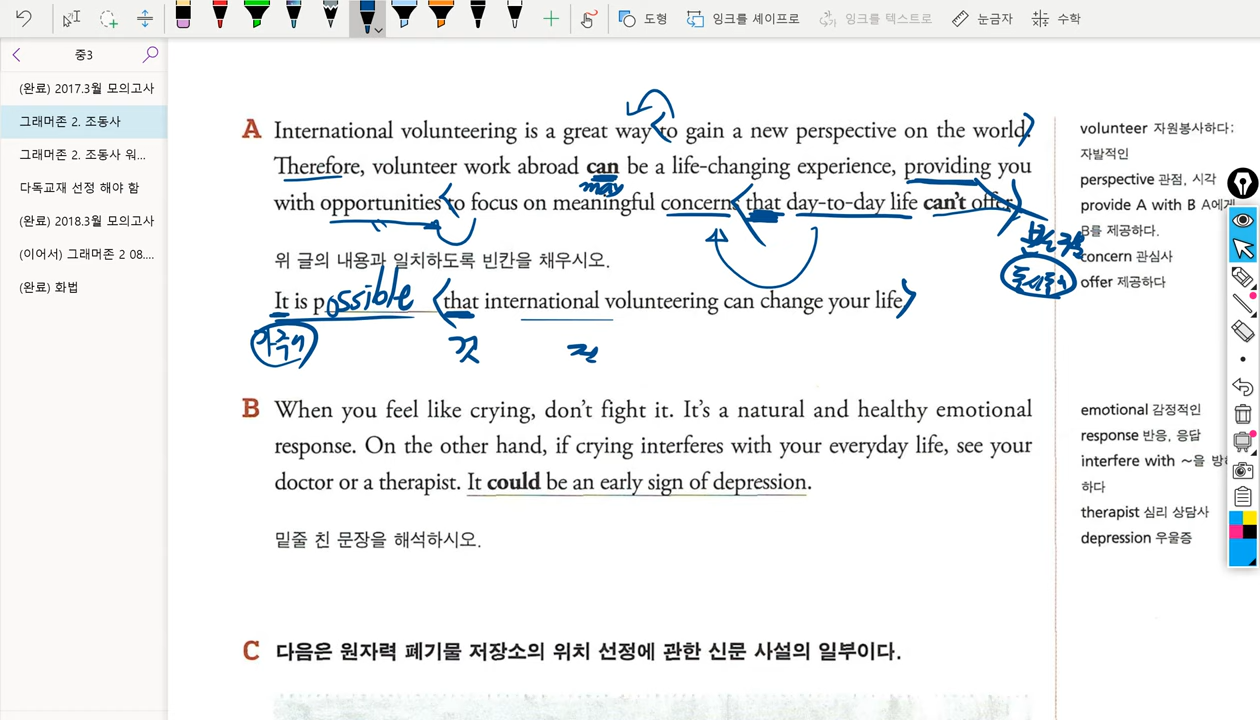 도형
잉크를 셰이프로
잉크를 텍스트로
눈금자
수학
중3
(완료) 2017.3월 모의고사
그래머존 2. 조동사
그래머존 2. 조동사 워...
다독교재 선정 해야 함
(완료) 2018.3월 모의고사
(이어서) 그래머존 2 08....
(완료) 화법
A International volunteering is a great way to gain a new perspective on the world.
Therefore, volunteer work abroad can be a life-changing experience, providing you
may
with opportunities to focus on meaningful concerns that day-to-day life can't offer.
위 글의 내용과 일치하도록 빈칸을 채우시오.
It is possible that international volunteering can change your life
것
B When you feel like crying, don't fight it. It's a natural and healthy emotional
response. On the other hand, if crying interferes with your everyday life, see your
doctor or a therapist. It could be an early sign of depression.
밑줄 친 문장을 해석하시오.
C 다음은 원자력 폐기물 저장소의 위치 선정에 관한 신문 사설의 일부이다.
volunteer 자원봉사하다;
자발적인
perspective 관점, 시각
provide A with B A에게
B를 제공하다.
concern 관심사
offer 제공하다
emotional 감정적인
response 반응, 응답
interfere with ~을 방해
하다
therapist 심리 상담사
depression 우울증